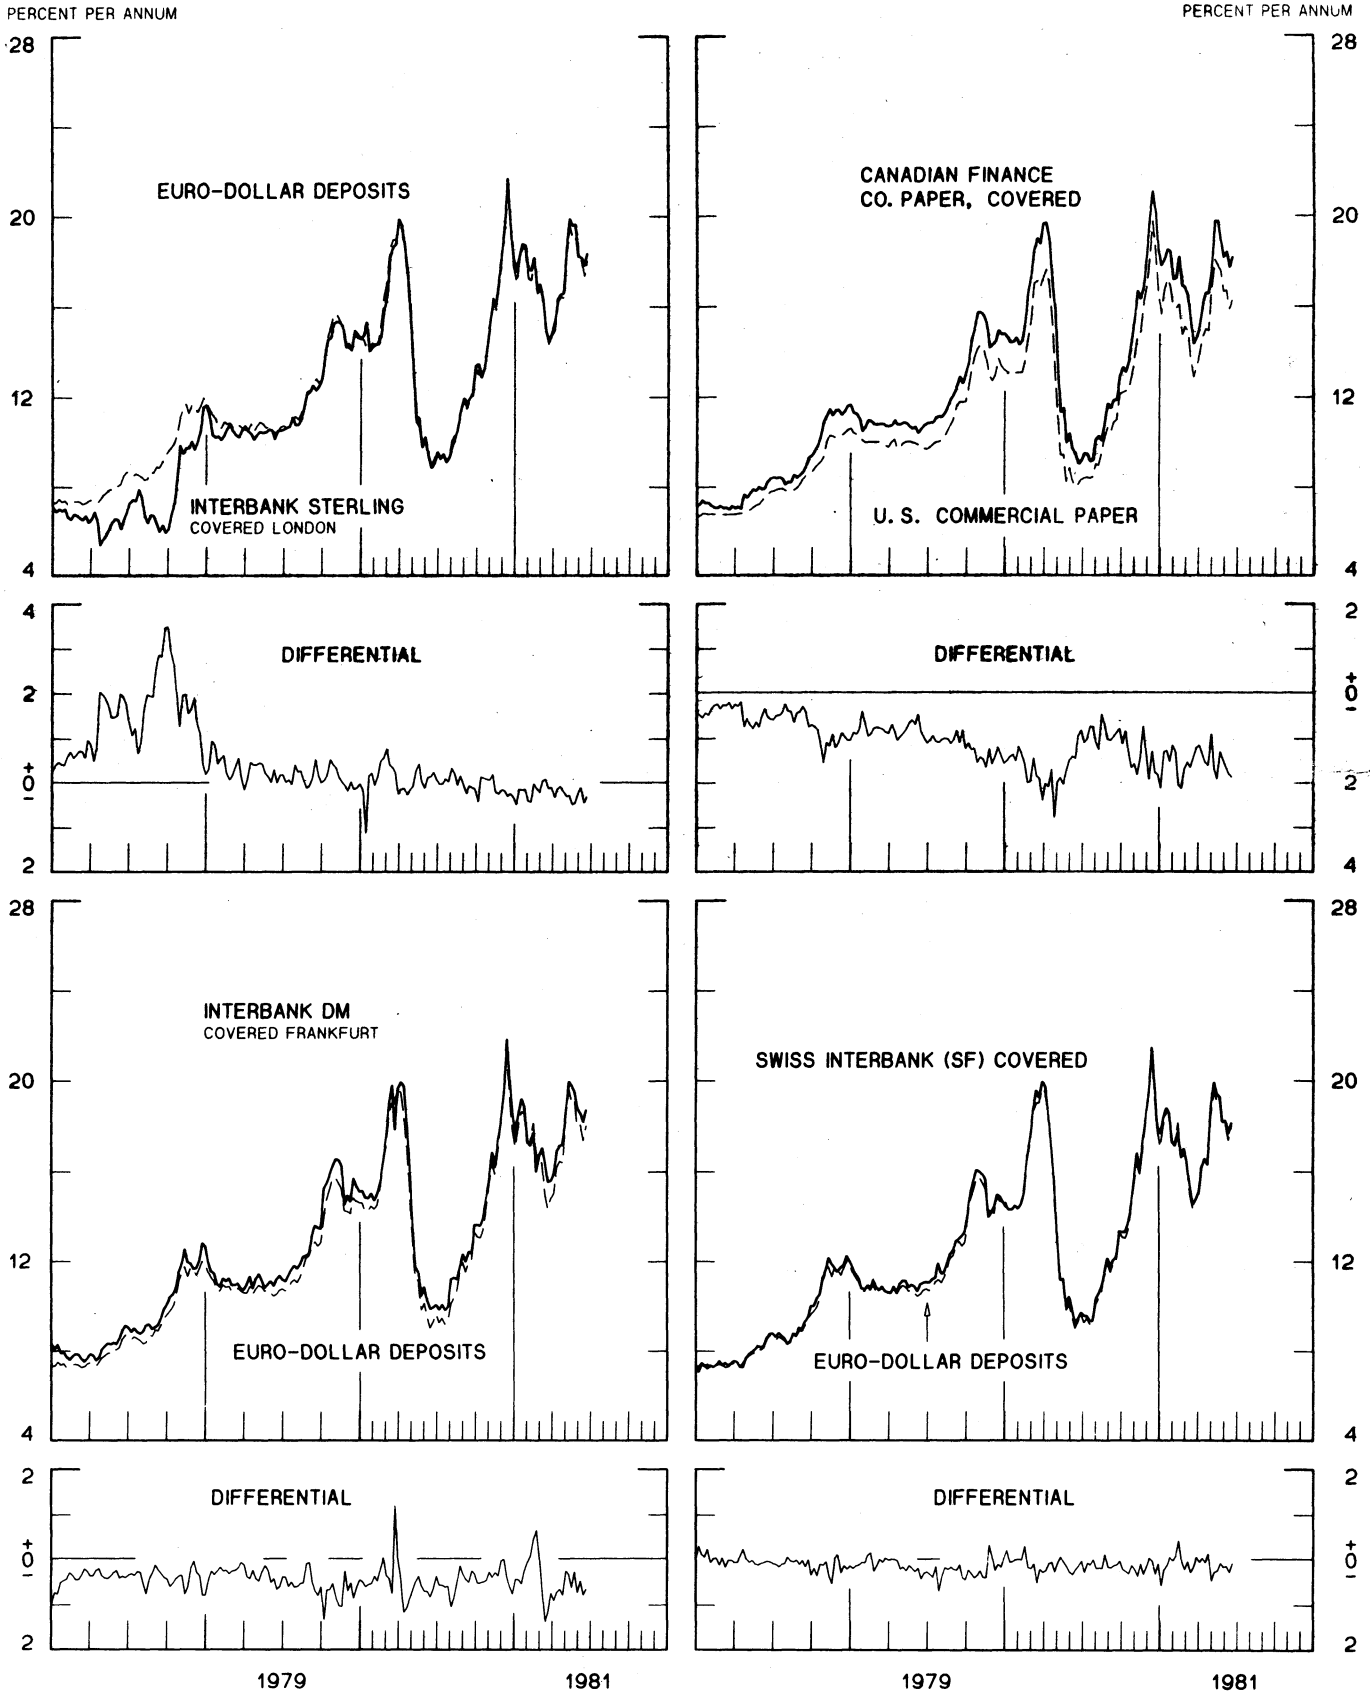 PERCENT PER ANNUM
28
EURO-DOLLAR DEPOSITS
20
12
INTERBANK STERLING
COVERED LONDON
4
4
DIFFERENTIAL
2
+
0
−
2
PERCENT PER ANNUM
28
CANADIAN FINANCE
CO. PAPER, COVERED
20
12
U. S. COMMERCIAL PAPER
4
2
DIFFERENTIAL
+
0
−
2
4
28
INTERBANK DM
COVERED FRANKFURT
20
12
EURO-DOLLAR DEPOSITS
4
2
DIFFERENTIAL
+
0
−
2
1979
1981
28
SWISS INTERBANK (SF) COVERED
20
12
EURO-DOLLAR DEPOSITS
4
2
DIFFERENTIAL
+
0
−
2
1979
1981